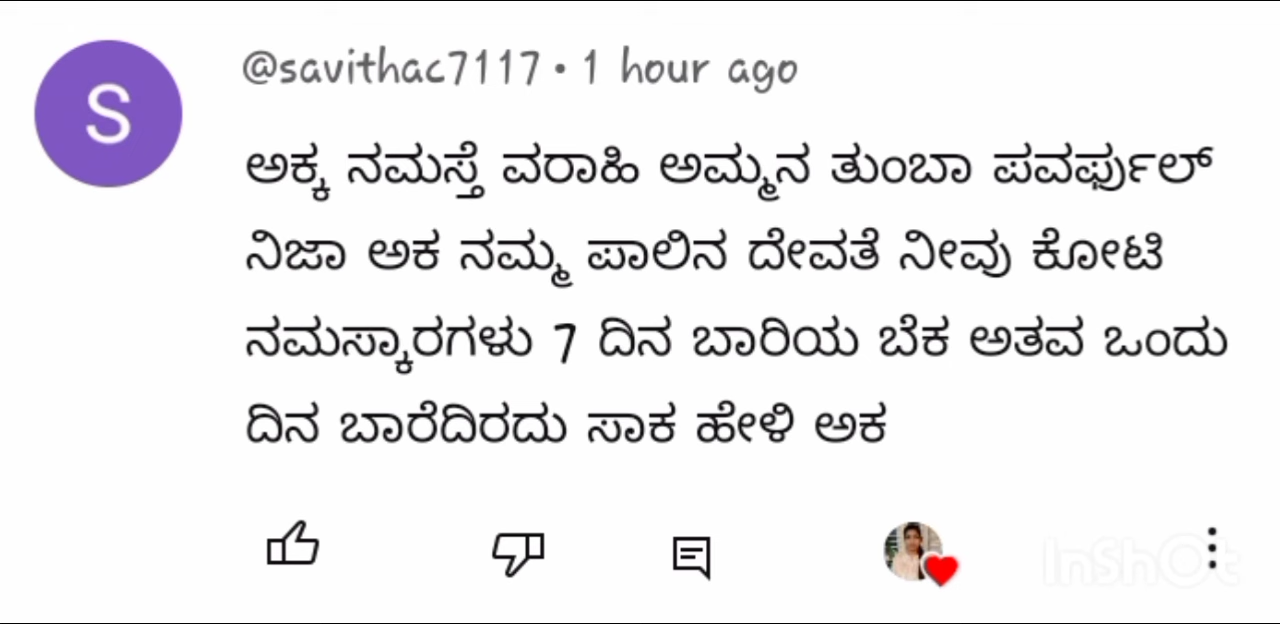 S
@savithac7117 • 1 hour ago
ಅಕ್ಕ ನಮಸ್ತೆ ವರಾಹಿ ಅಮ್ಮನ ತುಂಬಾ ಪವರ್ಫುಲ್
ನಿಜಾ ಅಕ ನಮ್ಮ ಪಾಲಿನ ದೇವತೆ ನೀವು ಕೋಟಿ
ನಮಸ್ಕಾರಗಳು 7 ದಿನ ಬಾರಿಯ ಬೆಕ ಅತವ ಒಂದು
ದಿನ ಬಾರೆದಿರದು ಸಾಕ ಹೇಳಿ ಅಕ
InShOt